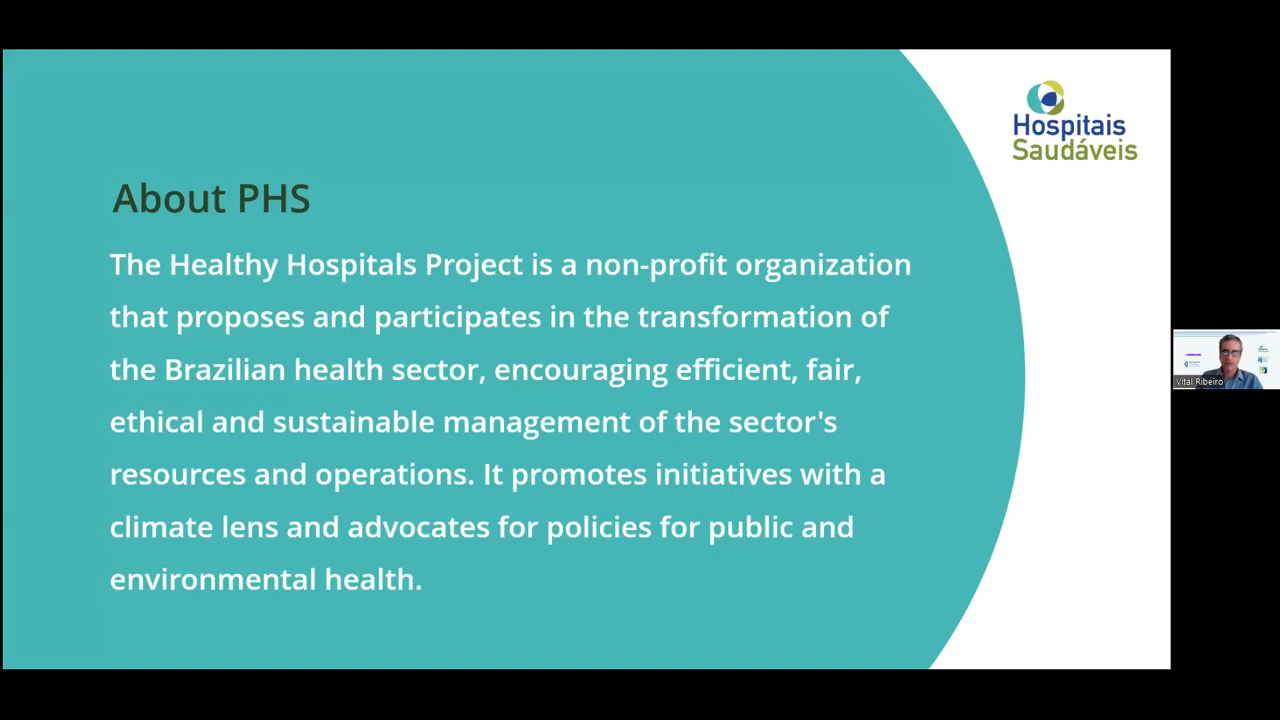 Hospitais
Saudáveis
About PHS
The Healthy Hospitals Project is a non-profit organization
that proposes and participates in the transformation of
the Brazilian health sector, encouraging efficient, fair,
ethical and sustainable management of the sector's
resources and operations. It promotes initiatives with a
climate lens and advocates for policies for public and
environmental health.
Vital Ribeiro